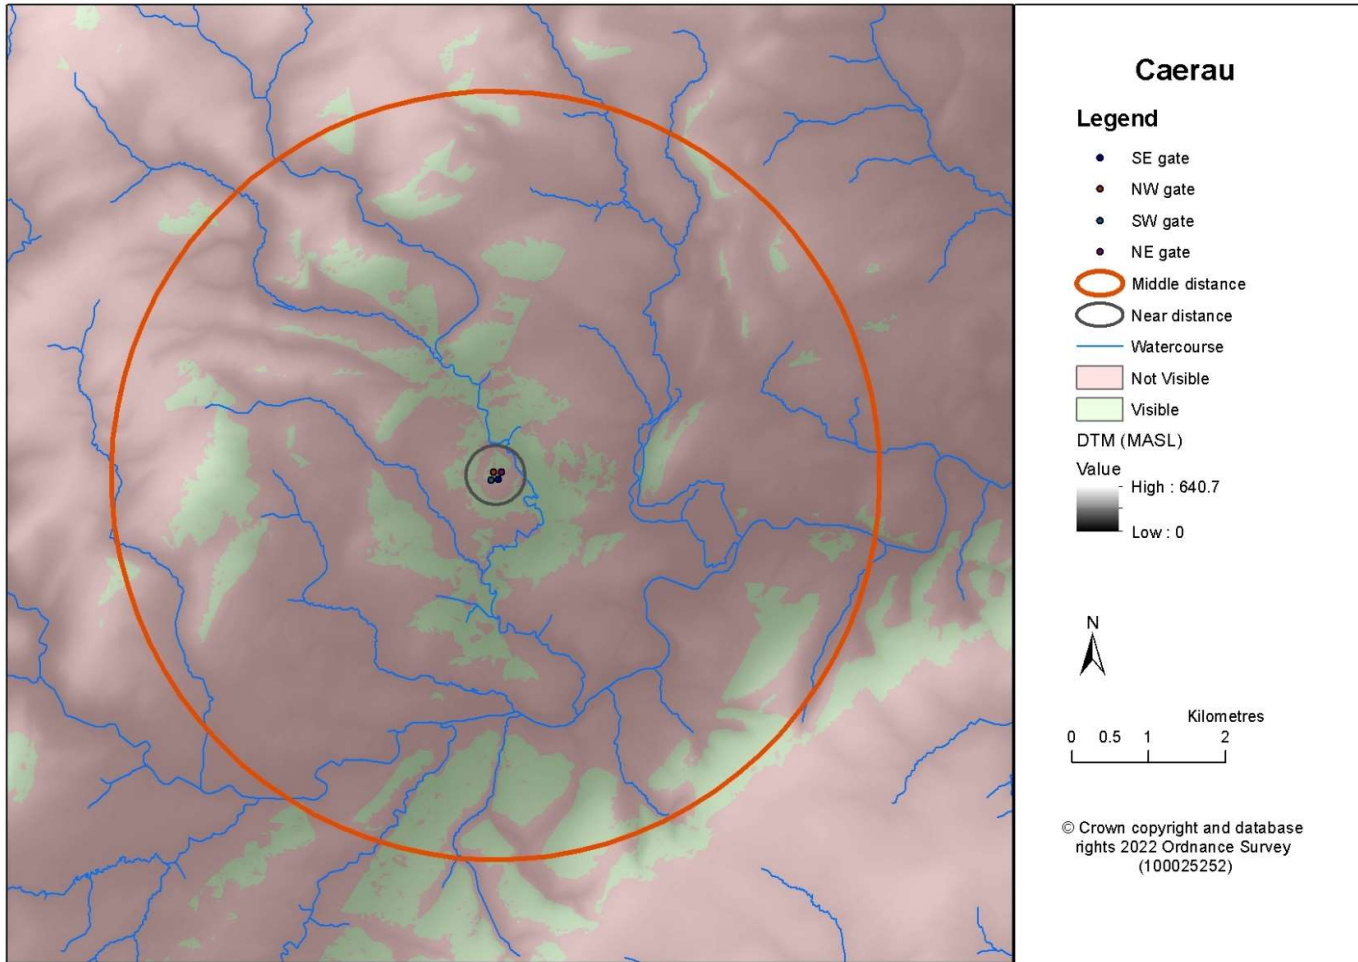 Caerau
Legend
SE gate
NW gate
SW gate
NE gate
Middle distance
Near distance
Watercourse
Not Visible
Visible
DTM (MASL)
Value
High : 640.7
Low : 0
N
Kilometres
0 0.5 1 2
© Crown copyright and database
rights 2022 Ordnance Survey
(100025252)